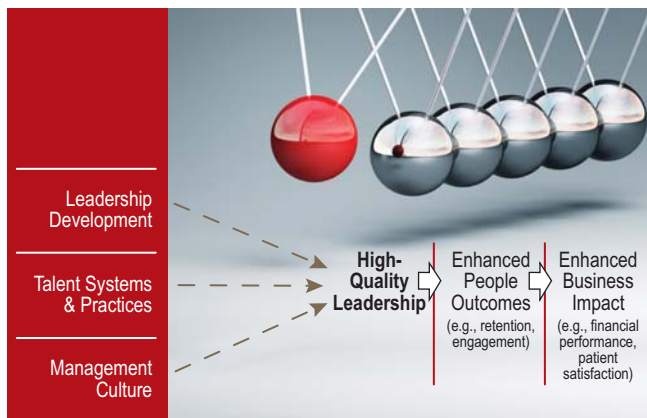 Leadership
Development
Talent Systems
& Practices
Management
Culture
High-
Quality
Leadership
Enhanced
People
Outcomes
(e.g., retention,
engagement)
Enhanced
Business
Impact
(e.g., financial
performance,
patient
satisfaction)